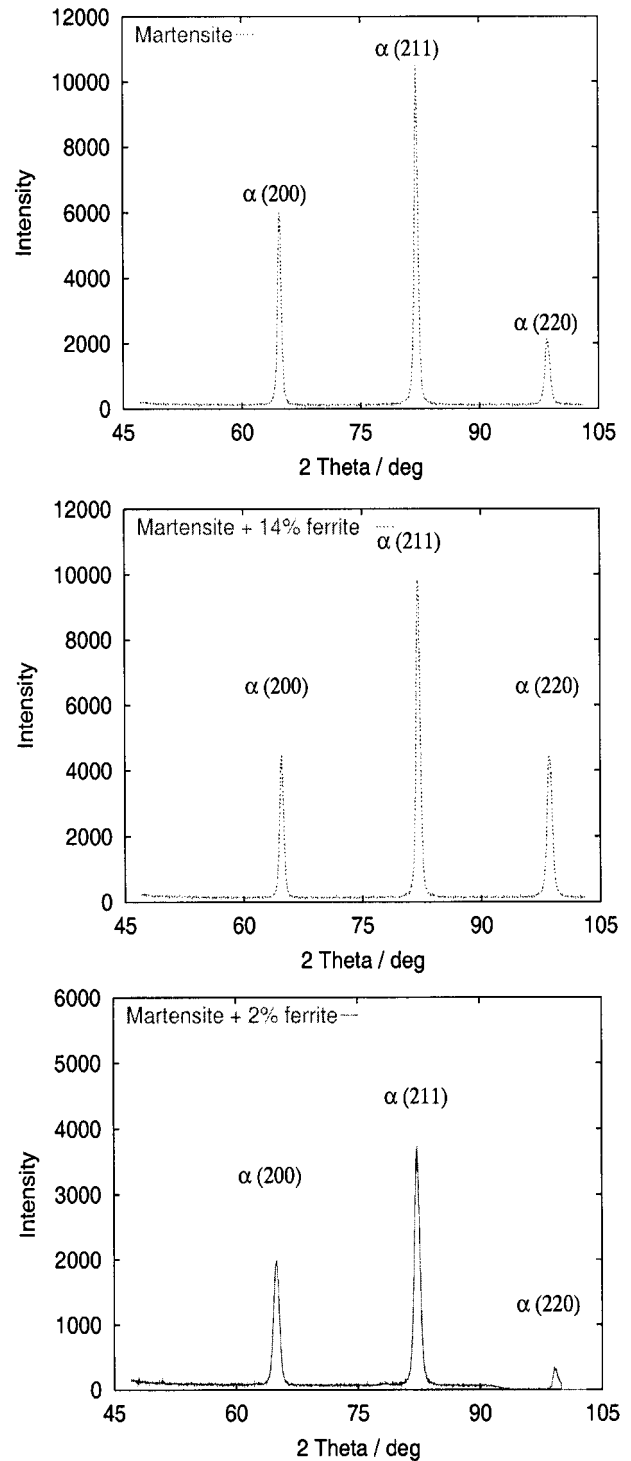 12000
Martensite
α (211)
10000
8000
Intensity
α (200)
6000
4000
α (220)
2000
0
45 60 75 90 105
2 Theta / deg
12000
Martensite + 14% ferrite
α (211)
10000
8000
Intensity
α (200) α (220)
6000
4000
2000
0
45 60 75 90 105
2 Theta / deg
6000
Martensite + 2% ferrite
5000
α (211)
4000
Intensity
α (200)
3000
2000
α (220)
1000
0
45 60 75 90 105
2 Theta / deg